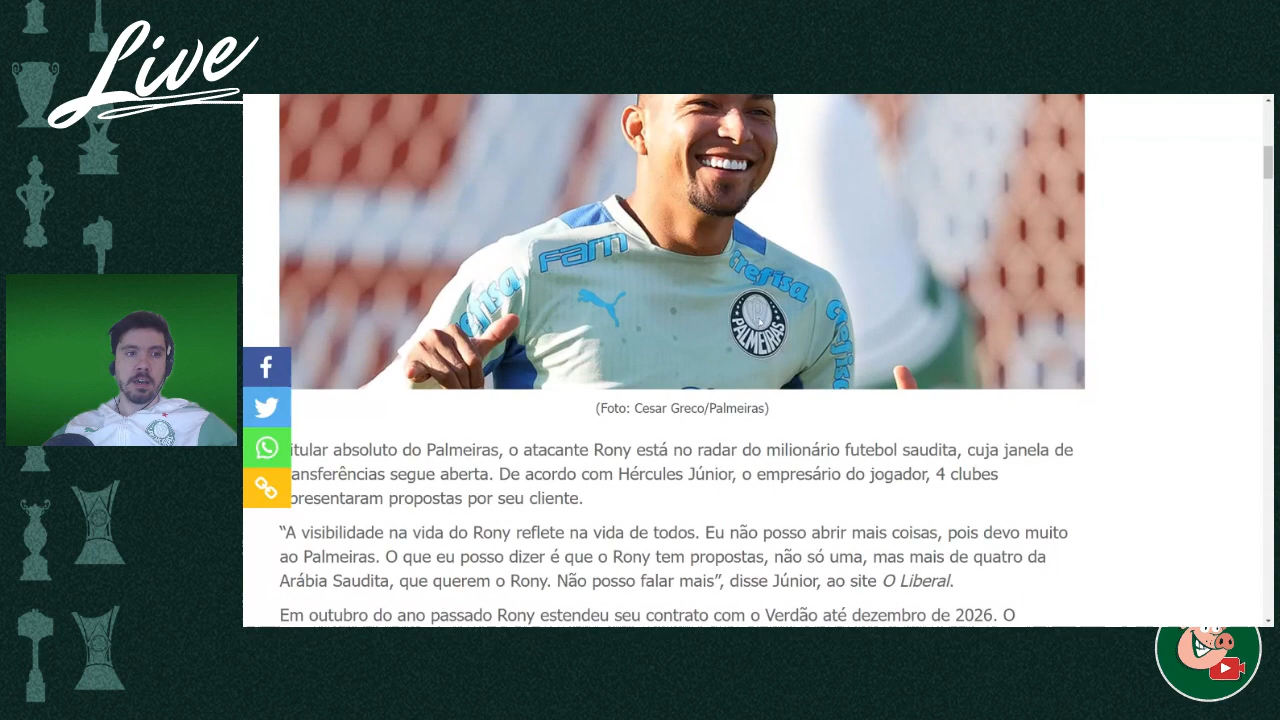 Live
fam
Crefisa
Crefisa
Crefisa
PALMEIRAS
(Foto: Cesar Greco/Palmeiras)
itular absoluto do Palmeiras, o atacante Rony está no radar do milionário futebol saudita, cuja janela de
ansferências segue aberta. De acordo com Hércules Júnior, o empresário do jogador, 4 clubes
presentaram propostas por seu cliente.
“A visibilidade na vida do Rony reflete na vida de todos. Eu não posso abrir mais coisas, pois devo muito
ao Palmeiras. O que eu posso dizer é que o Rony tem propostas, não só uma, mas mais de quatro da
Arábia Saudita, que querem o Rony. Não posso falar mais”, disse Júnior, ao site O Liberal.
Em outubro do ano passado Rony estendeu seu contrato com o Verdão até dezembro de 2026. O